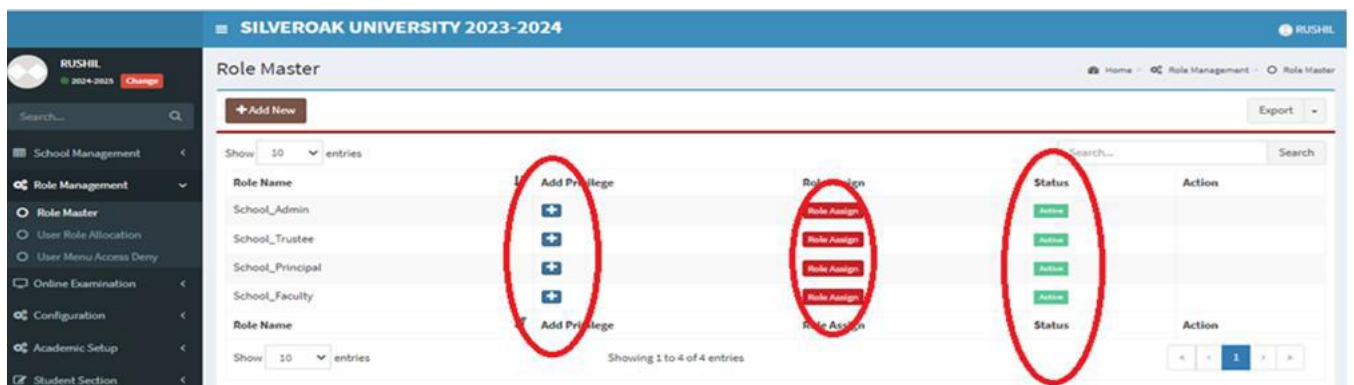 SILVEROAK UNIVERSITY 2023-2024
RUSHIL
RUSHIL
2024-2025 Change
Search...
School Management
Role Management
Role Master
User Role Allocation
User Menu Access Deny
Online Examination
Configuration
Academic Setup
Student Section
Role Master
Home - Role Management - Role Master
+Add New
Export
Show 10 entries
Search... Search
Role Name Add Privilege Role Assign Status Action
School_Admin Role Assign Active
School_Trustee Role Assign Active
School_Principal Role Assign Active
School_Faculty Role Assign Active
Role Name Add Privilege Role Assign Status Action
Show 10 entries Showing 1 to 4 of 4 entries « ‹ 1 › »